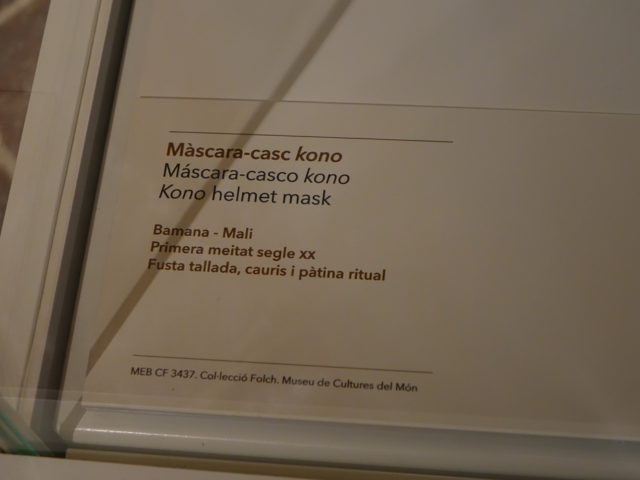 Màscara-casc kono
Máscara-casco kono
Kono helmet mask
Bamana - Mali
Primera meitat segle XX
Fusta tallada, cauris i pàtina ritual
MEB CF 3437. Col·lecció Folch. Museu de Cultures del Món